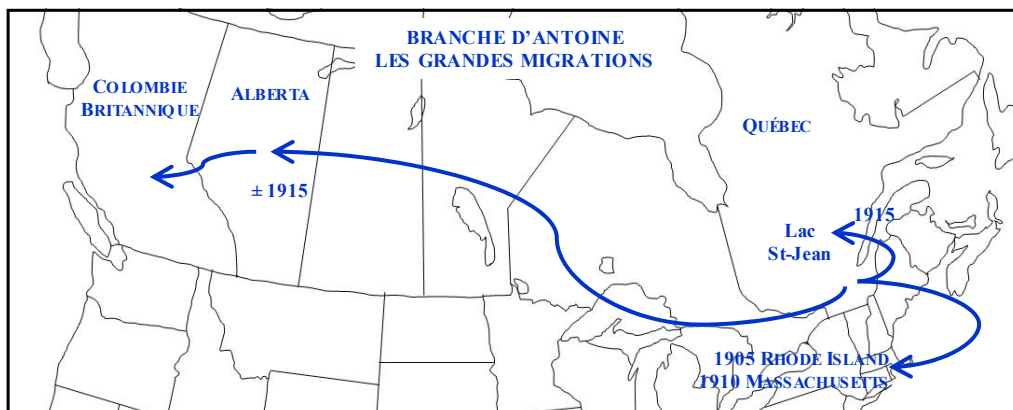 BRANCHE D'ANTOINE
LES GRANDES MIGRATIONS
COLOMBIE
BRITANNIQUE
ALBERTA
QUÉBEC
± 1915
1915
Lac
St-Jean
1905 RHODE ISLAND
1910 MASSACHUSETTS